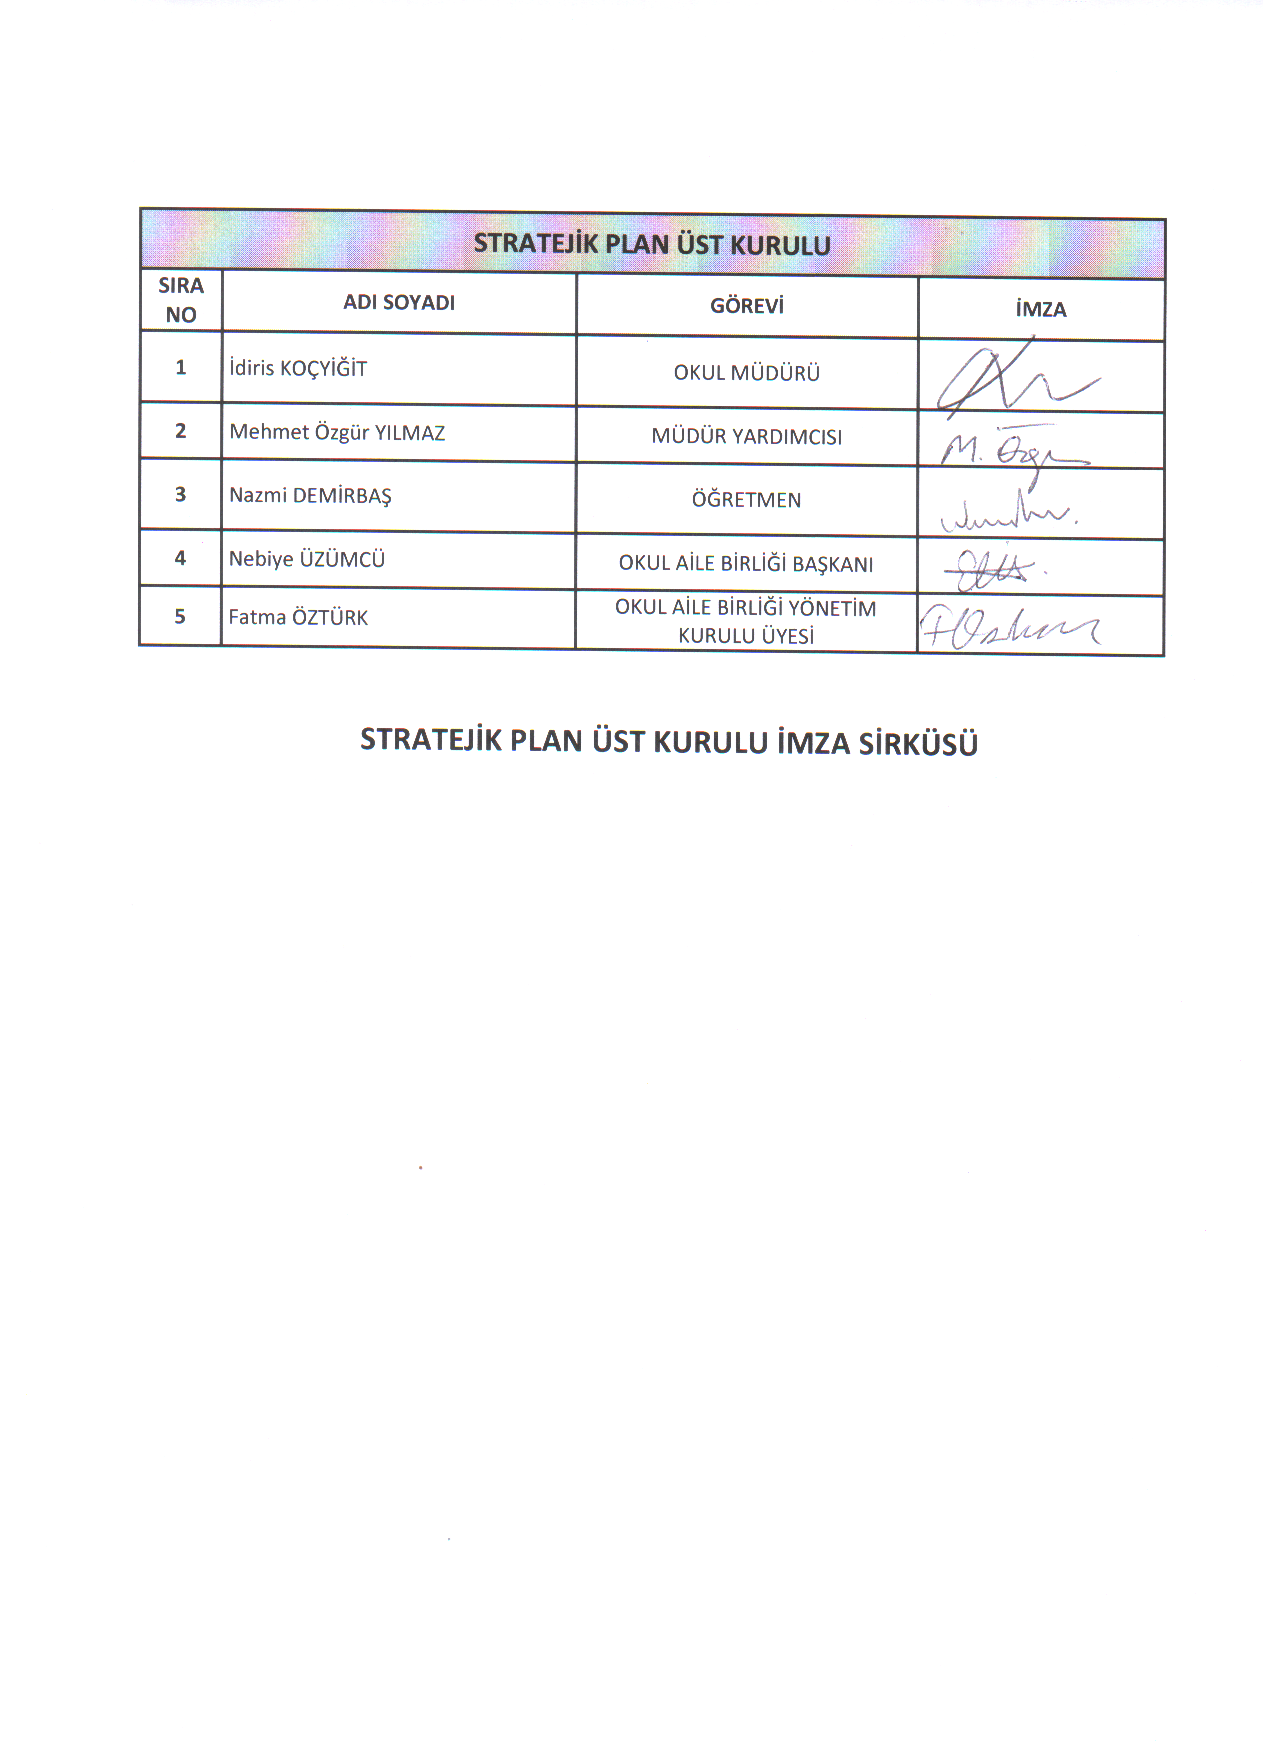 STRATEJİK PLAN ÜST KURULU
SIRA NO ADI SOYADI GÖREVİ İMZA
1 İdiris KOÇYİĞİT OKUL MÜDÜRÜ
2 Mehmet Özgür YILMAZ MÜDÜR YARDIMCISI
3 Nazmi DEMİRBAŞ ÖĞRETMEN
4 Nebiye ÜZÜMCÜ OKUL AİLE BİRLİĞİ BAŞKANI
5 Fatma ÖZTÜRK OKUL AİLE BİRLİĞİ YÖNETİM
KURULU ÜYESİ
STRATEJİK PLAN ÜST KURULU İMZA SİRKÜSÜ